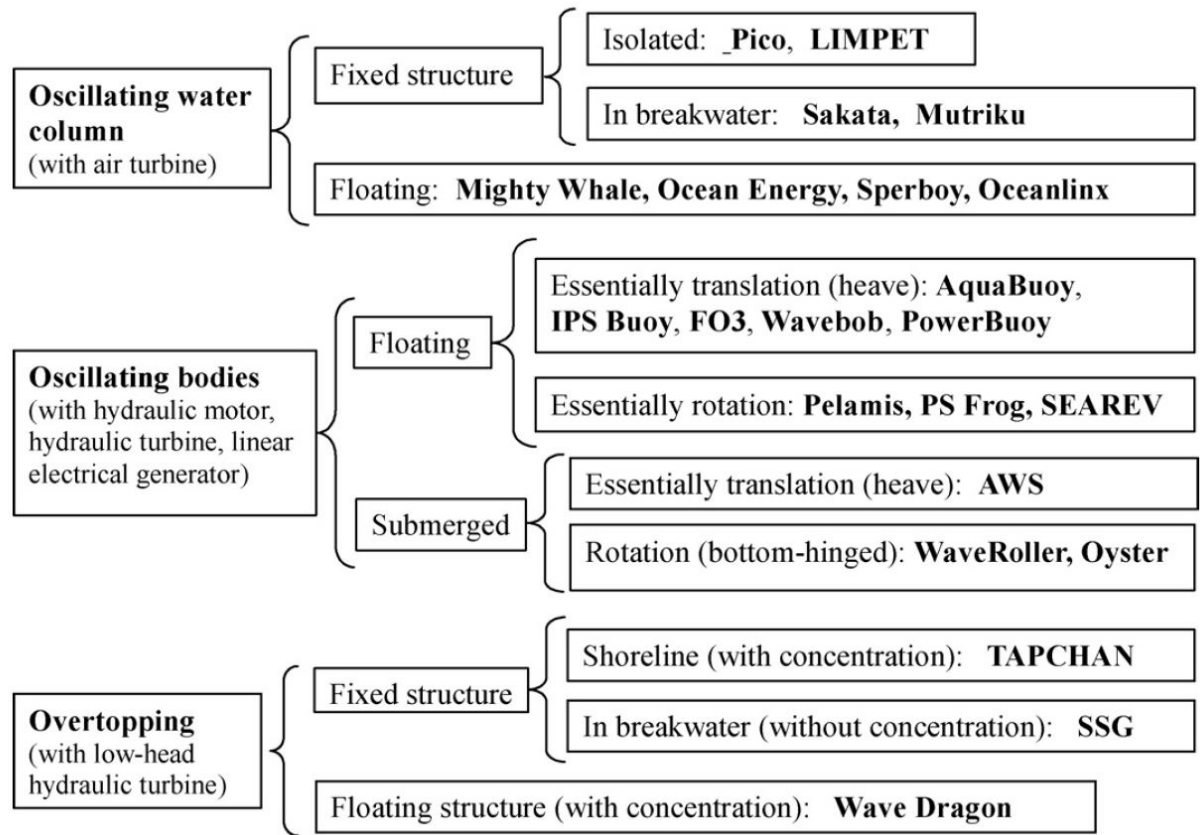 Oscillating water
column
(with air turbine)
Fixed structure
Isolated: _Pico, LIMPET
In breakwater: Sakata, Mutriku
Floating: Mighty Whale, Ocean Energy, Sperboy, Oceanlinx
Oscillating bodies
(with hydraulic motor,
hydraulic turbine, linear
electrical generator)
Floating
Essentially translation (heave): AquaBuoy,
IPS Buoy, FO3, Wavebob, PowerBuoy
Essentially rotation: Pelamis, PS Frog, SEAREV
Submerged
Essentially translation (heave): AWS
Rotation (bottom-hinged): WaveRoller, Oyster
Overtopping
(with low-head
hydraulic turbine)
Fixed structure
Shoreline (with concentration): TAPCHAN
In breakwater (without concentration): SSG
Floating structure (with concentration): Wave Dragon